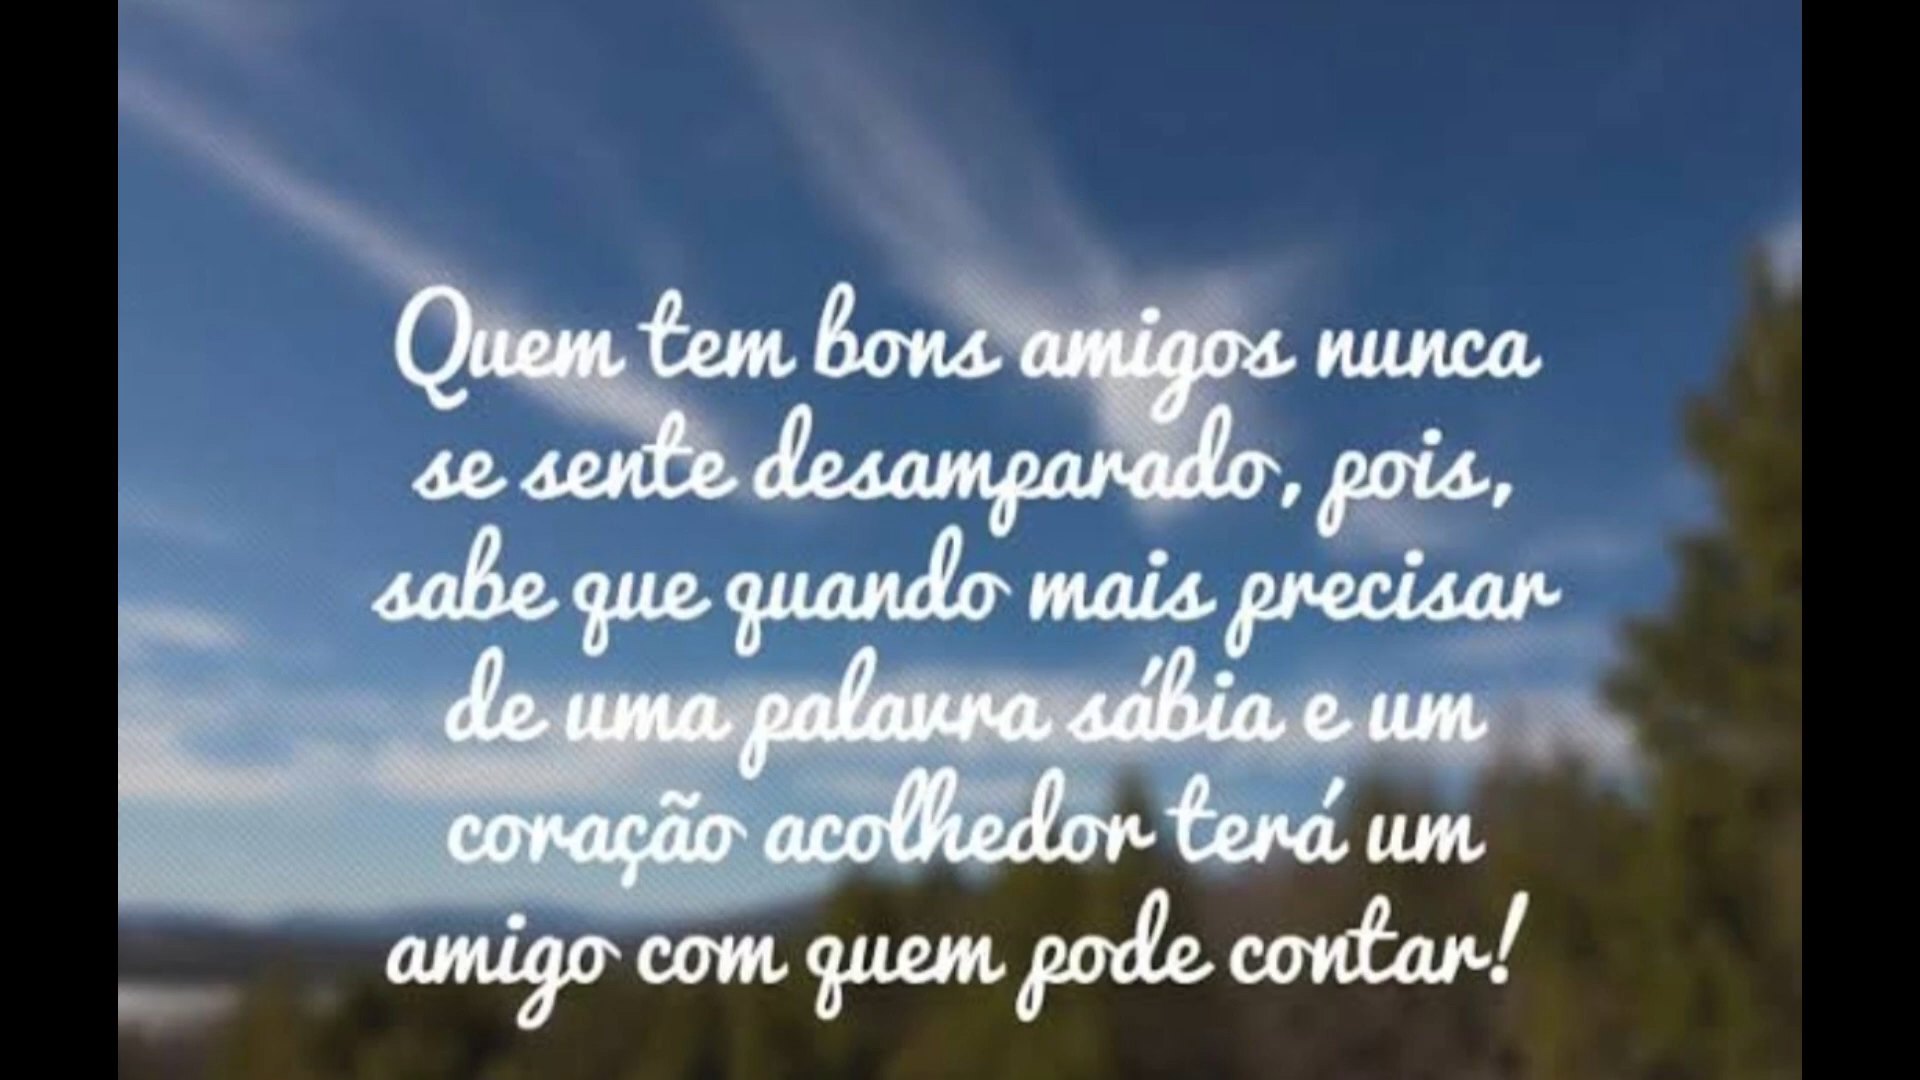 Quem tem bons amigos nunca
se sente desamparado, pois,
sabe que quando mais precisar
de uma palavra sábia e um
coração acolhedor terá um
amigo com quem pode contar!